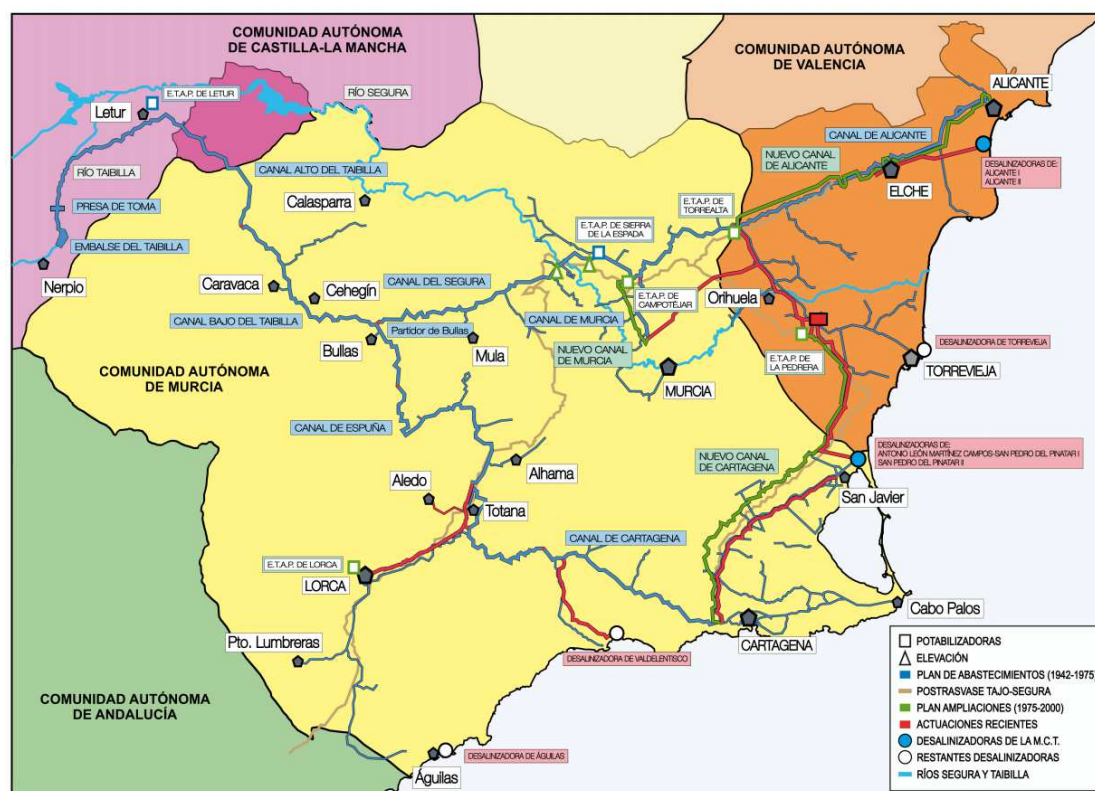 COMUNIDAD AUTÓNOMA
DE CASTILLA-LA MANCHA
COMUNIDAD AUTÓNOMA
DE VALENCIA
ALICANTE
E.T.A.P. DE LETUR
RÍO SEGURA
Letur
CANAL DE ALICANTE
NUEVO CANAL
DE ALICANTE
DESALINIZADORAS DE:
ALICANTE I
ALICANTE II
RÍO TAIBILLA
CANAL ALTO DEL TAIBILLA
ELCHE
PRESA DE TOMA
Calasparra
E.T.A.P. DE
TORREALTA
E.T.A.P. DE SIERRA
DE LA ESPADA
EMBALSE DEL TAIBILLA
Nerpio
Caravaca
Cehegín
CANAL DEL SEGURA
Orihuela
E.T.A.P. DE
CAMPOTÉJAR
CANAL BAJO DEL TAIBILLA
Partidor de Bullas
CANAL DE MURCIA
Bullas
Mula
NUEVO CANAL
DE MURCIA
E.T.A.P. DE
LA PEDRERA
DESALINIZADORA DE TORREVIEJA
TORREVIEJA
COMUNIDAD AUTÓNOMA
DE MURCIA
MURCIA
CANAL DE ESPUÑA
NUEVO CANAL
DE CARTAGENA
DESALINIZADORAS DE;
ANTONIO LEÓN MARTÍNEZ CAMPOS-SAN PEDRO DEL PINATAR I
SAN PEDRO DEL PINATAR II
Alhama
Aledo
San Javier
Totana
CANAL DE CARTAGENA
E.T.A.P. DE LORCA
LORCA
Cabo Palos
Pto. Lumbreras
CARTAGENA
DESALINIZADORA DE VALDELENTISCO
COMUNIDAD AUTÓNOMA
DE ANDALUCÍA
DESALINIZADORA DE ÁGUILAS
Águilas
POTABILIZADORAS
ELEVACIÓN
PLAN DE ABASTECIMIENTOS (1942-1975)
POSTRASVASE TAJO-SEGURA
PLAN AMPLIACIONES (1975-2000)
ACTUACIONES RECIENTES
DESALINIZADORAS DE LA M.C.T.
RESTANTES DESALINIZADORAS
RÍOS SEGURA Y TAIBILLA